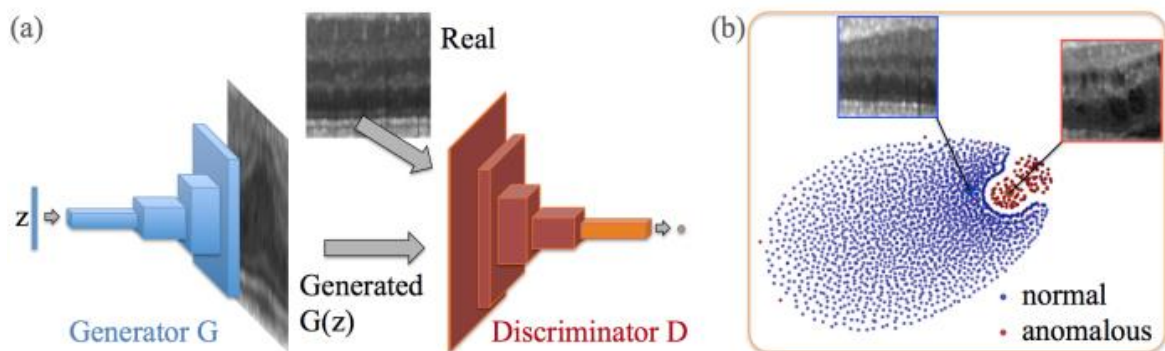 (a)
Real
z
Generated
G(z)
Generator G
Discriminator D
(b)
normal
anomalous